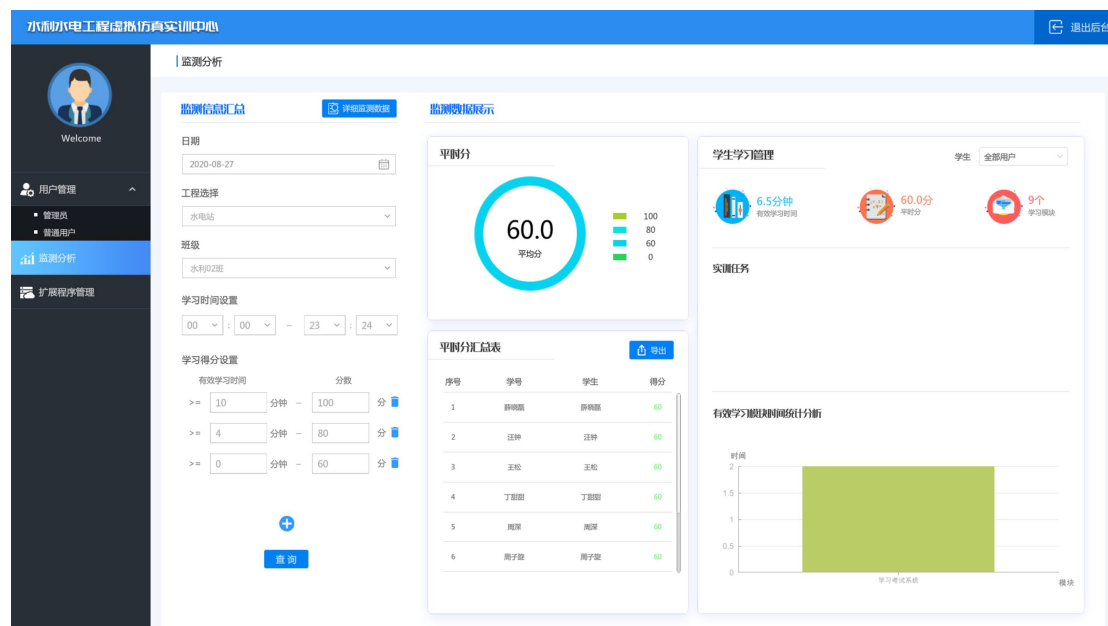 水利水电工程虚拟仿真实训中心
退出后台
Welcome
用户管理
管理员
普通用户
监测分析
扩展程序管理
监测分析
监测信息汇总
详细监测数据
日期
2020-08-27
工程选择
水电站
班级
水利02班
学习时间设置
00 : 00 – 23 : 24
学习得分设置
有效学习时间 分数
>= 10 分钟 – 100 分
>= 4 分钟 – 80 分
>= 0 分钟 – 60 分
查询
监测数据展示
平时分
60.0
平均分
100
80
60
0
平时分汇总表
导出
序号 学号 学生 得分
1 薛晓磊 薛晓磊 60
2 汪钟 汪钟 60
3 王松 王松 60
4 丁甜甜 丁甜甜 60
5 周深 周深 60
6 周子璇 周子璇 60
学生学习管理
学生 全部用户
6.5分钟
有效学习时间
60.0分
平时分
9个
学习模块
实训任务
有效学习模块时间统计分析
时间
2
1.5
1
0.5
0
学习考试系统
模块